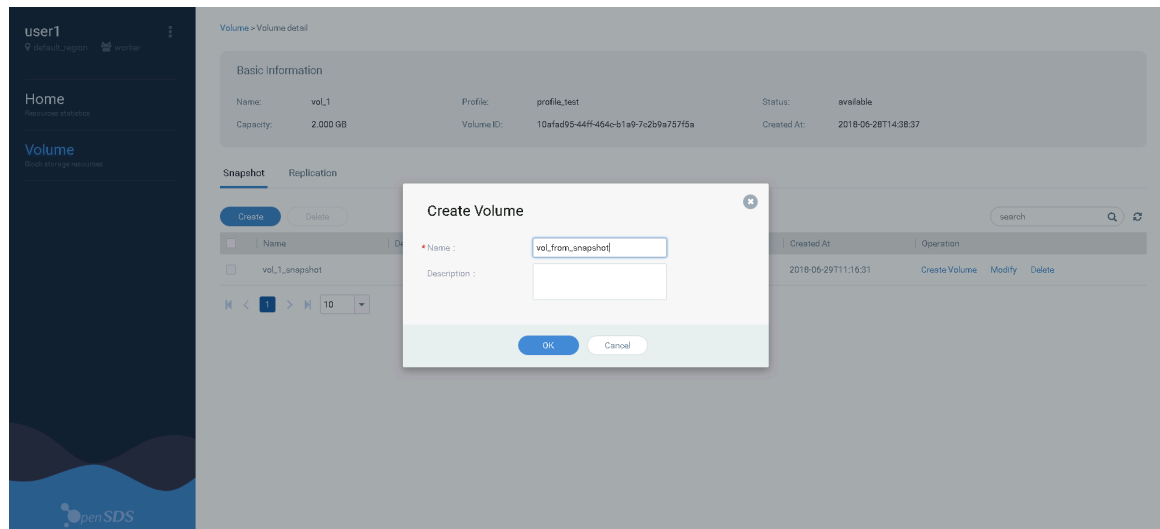 user1
default_region worker
Home
Resources statistics
Volume
Block storage resources
OpenSDS
Volume > Volume detail
Basic Information
Name: vol_1 Profile: profile_test Status: available
Capacity: 2.000 GB Volume ID: 10afad95-44ff-464c-b1a9-7c2b9a757f5a Created At: 2018-06-28T14:38:37
Snapshot Replication
Create Delete search
Name De Created At Operation
vol_1_snapshot 2018-06-29T11:16:31 Create Volume Modify Delete
1 10
Create Volume
* Name : vol_from_snapshot
Description :
OK Cancel